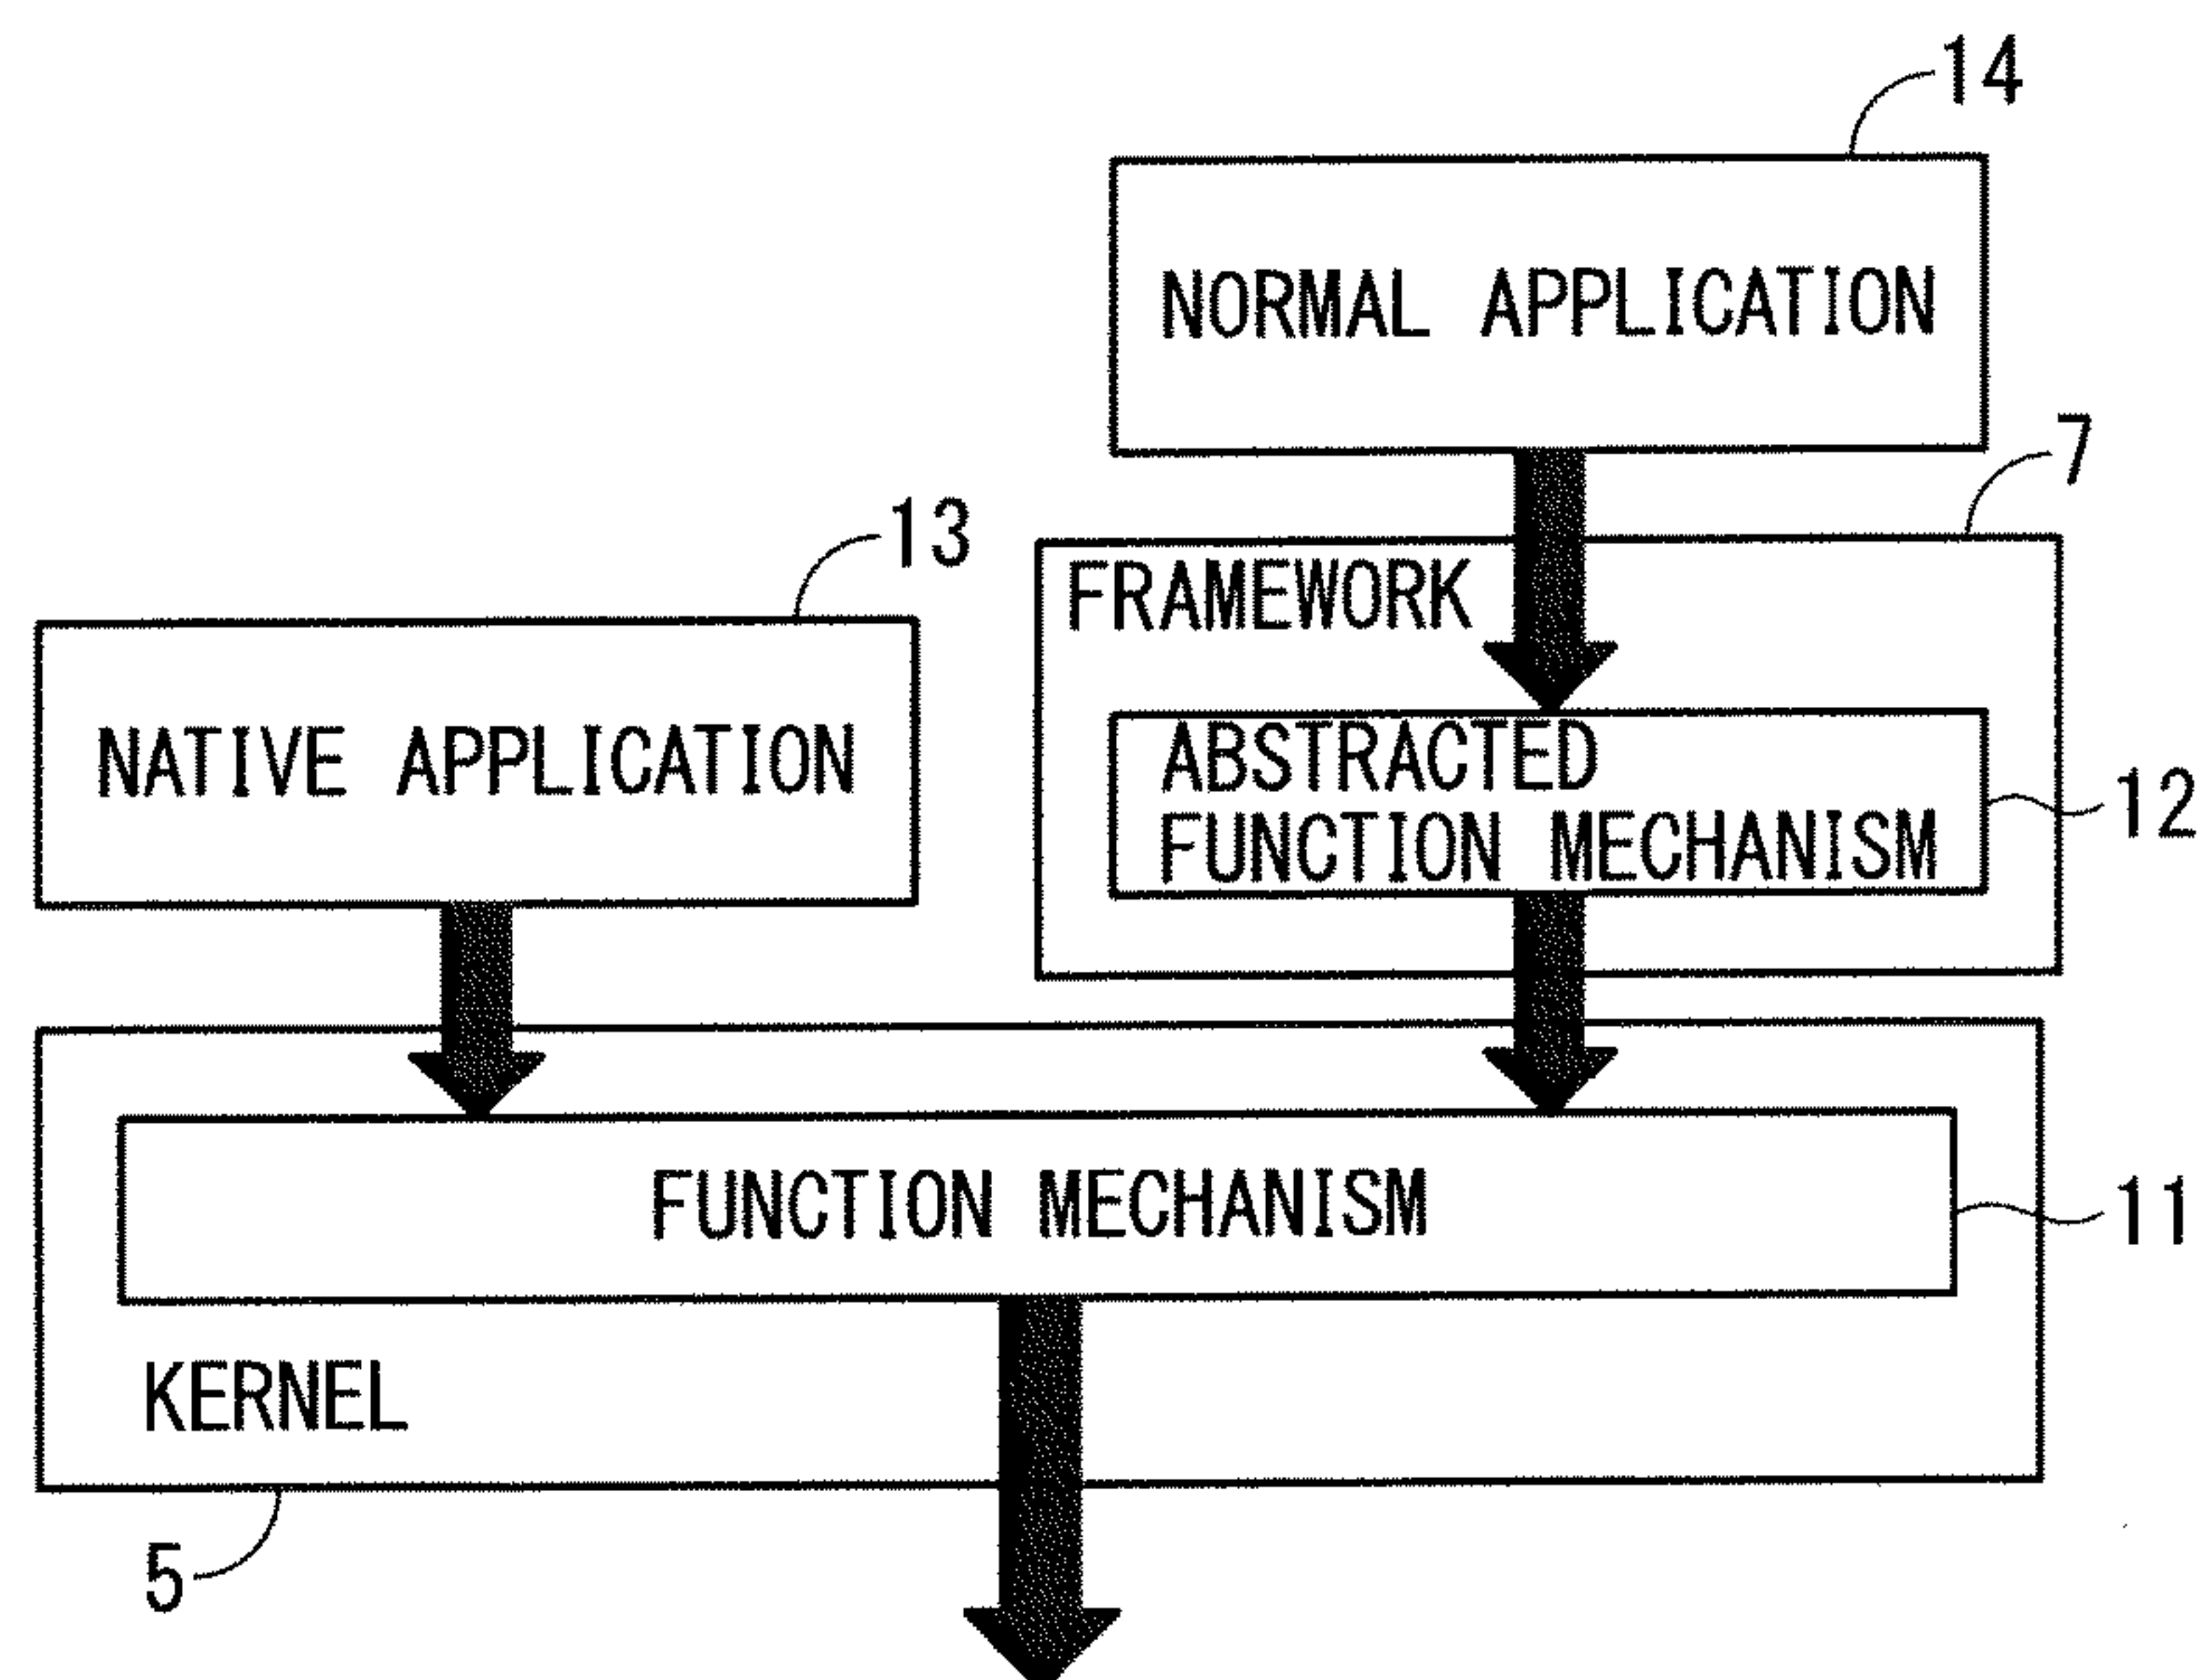 14
NORMAL APPLICATION
7
FRAMEWORK
13
NATIVE APPLICATION
ABSTRACTED
FUNCTION MECHANISM
12
FUNCTION MECHANISM
11
KERNEL
5